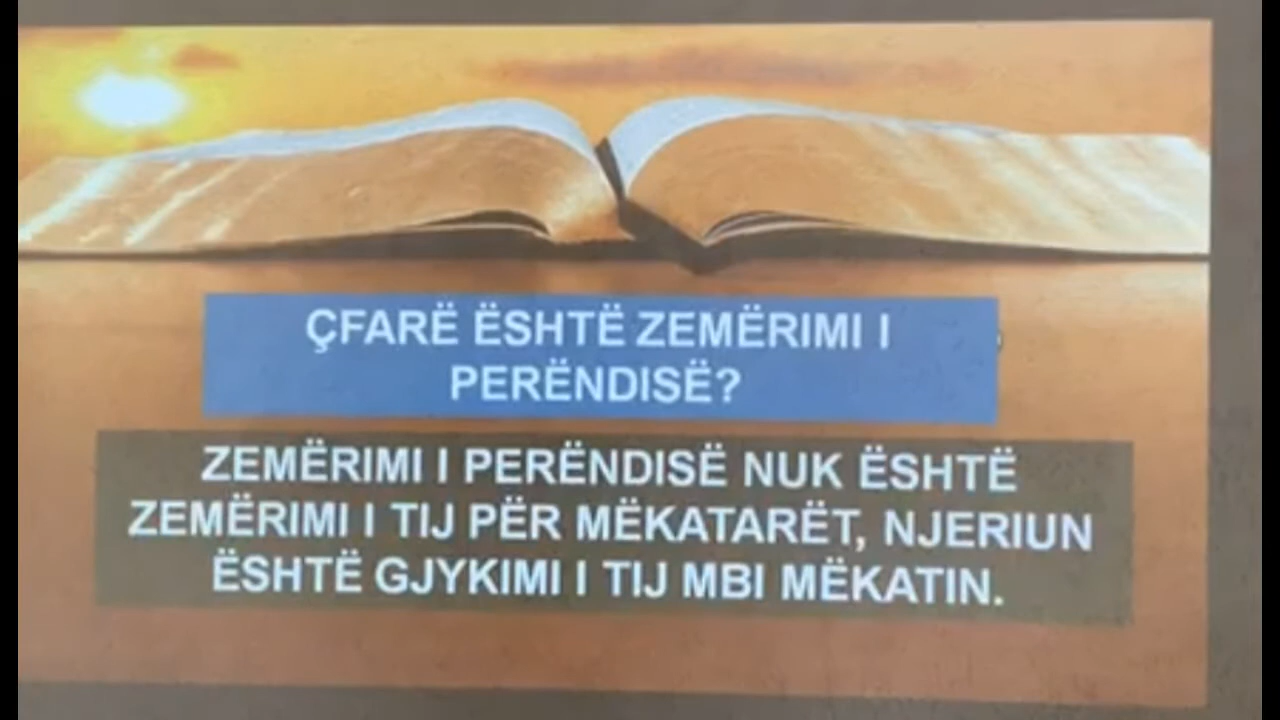 ÇFARË ËSHTË ZEMËRIMI I
PERËNDISË?
ZEMËRIMI I PERËNDISË NUK ËSHTË
ZEMËRIMI I TIJ PËR MËKATARËT, NJERIUN
ËSHTË GJYKIMI I TIJ MBI MËKATIN.